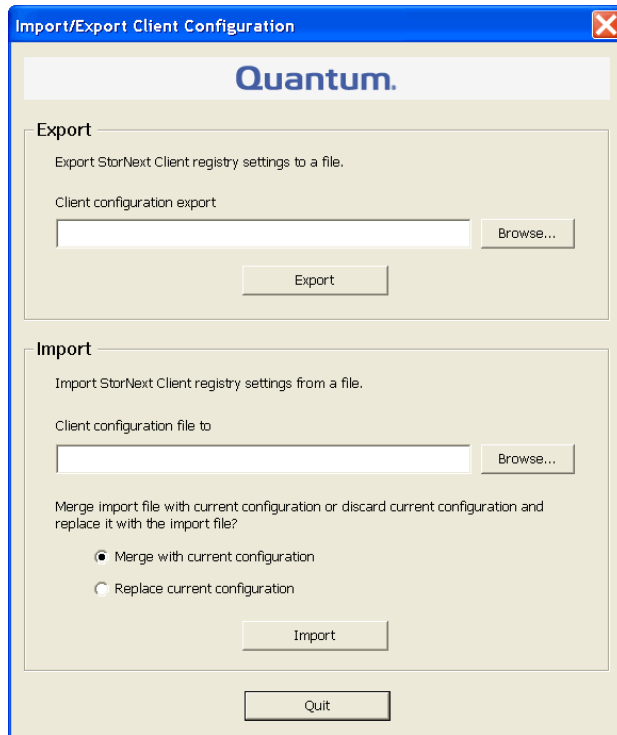 Import/Export Client Configuration
Quantum.
Export
Export StorNext Client registry settings to a file.
Client configuration export
Browse...
Export
Import
Import StorNext Client registry settings from a file.
Client configuration file to
Browse...
Merge import file with current configuration or discard current configuration and
replace it with the import file?
Merge with current configuration
Replace current configuration
Import
Quit